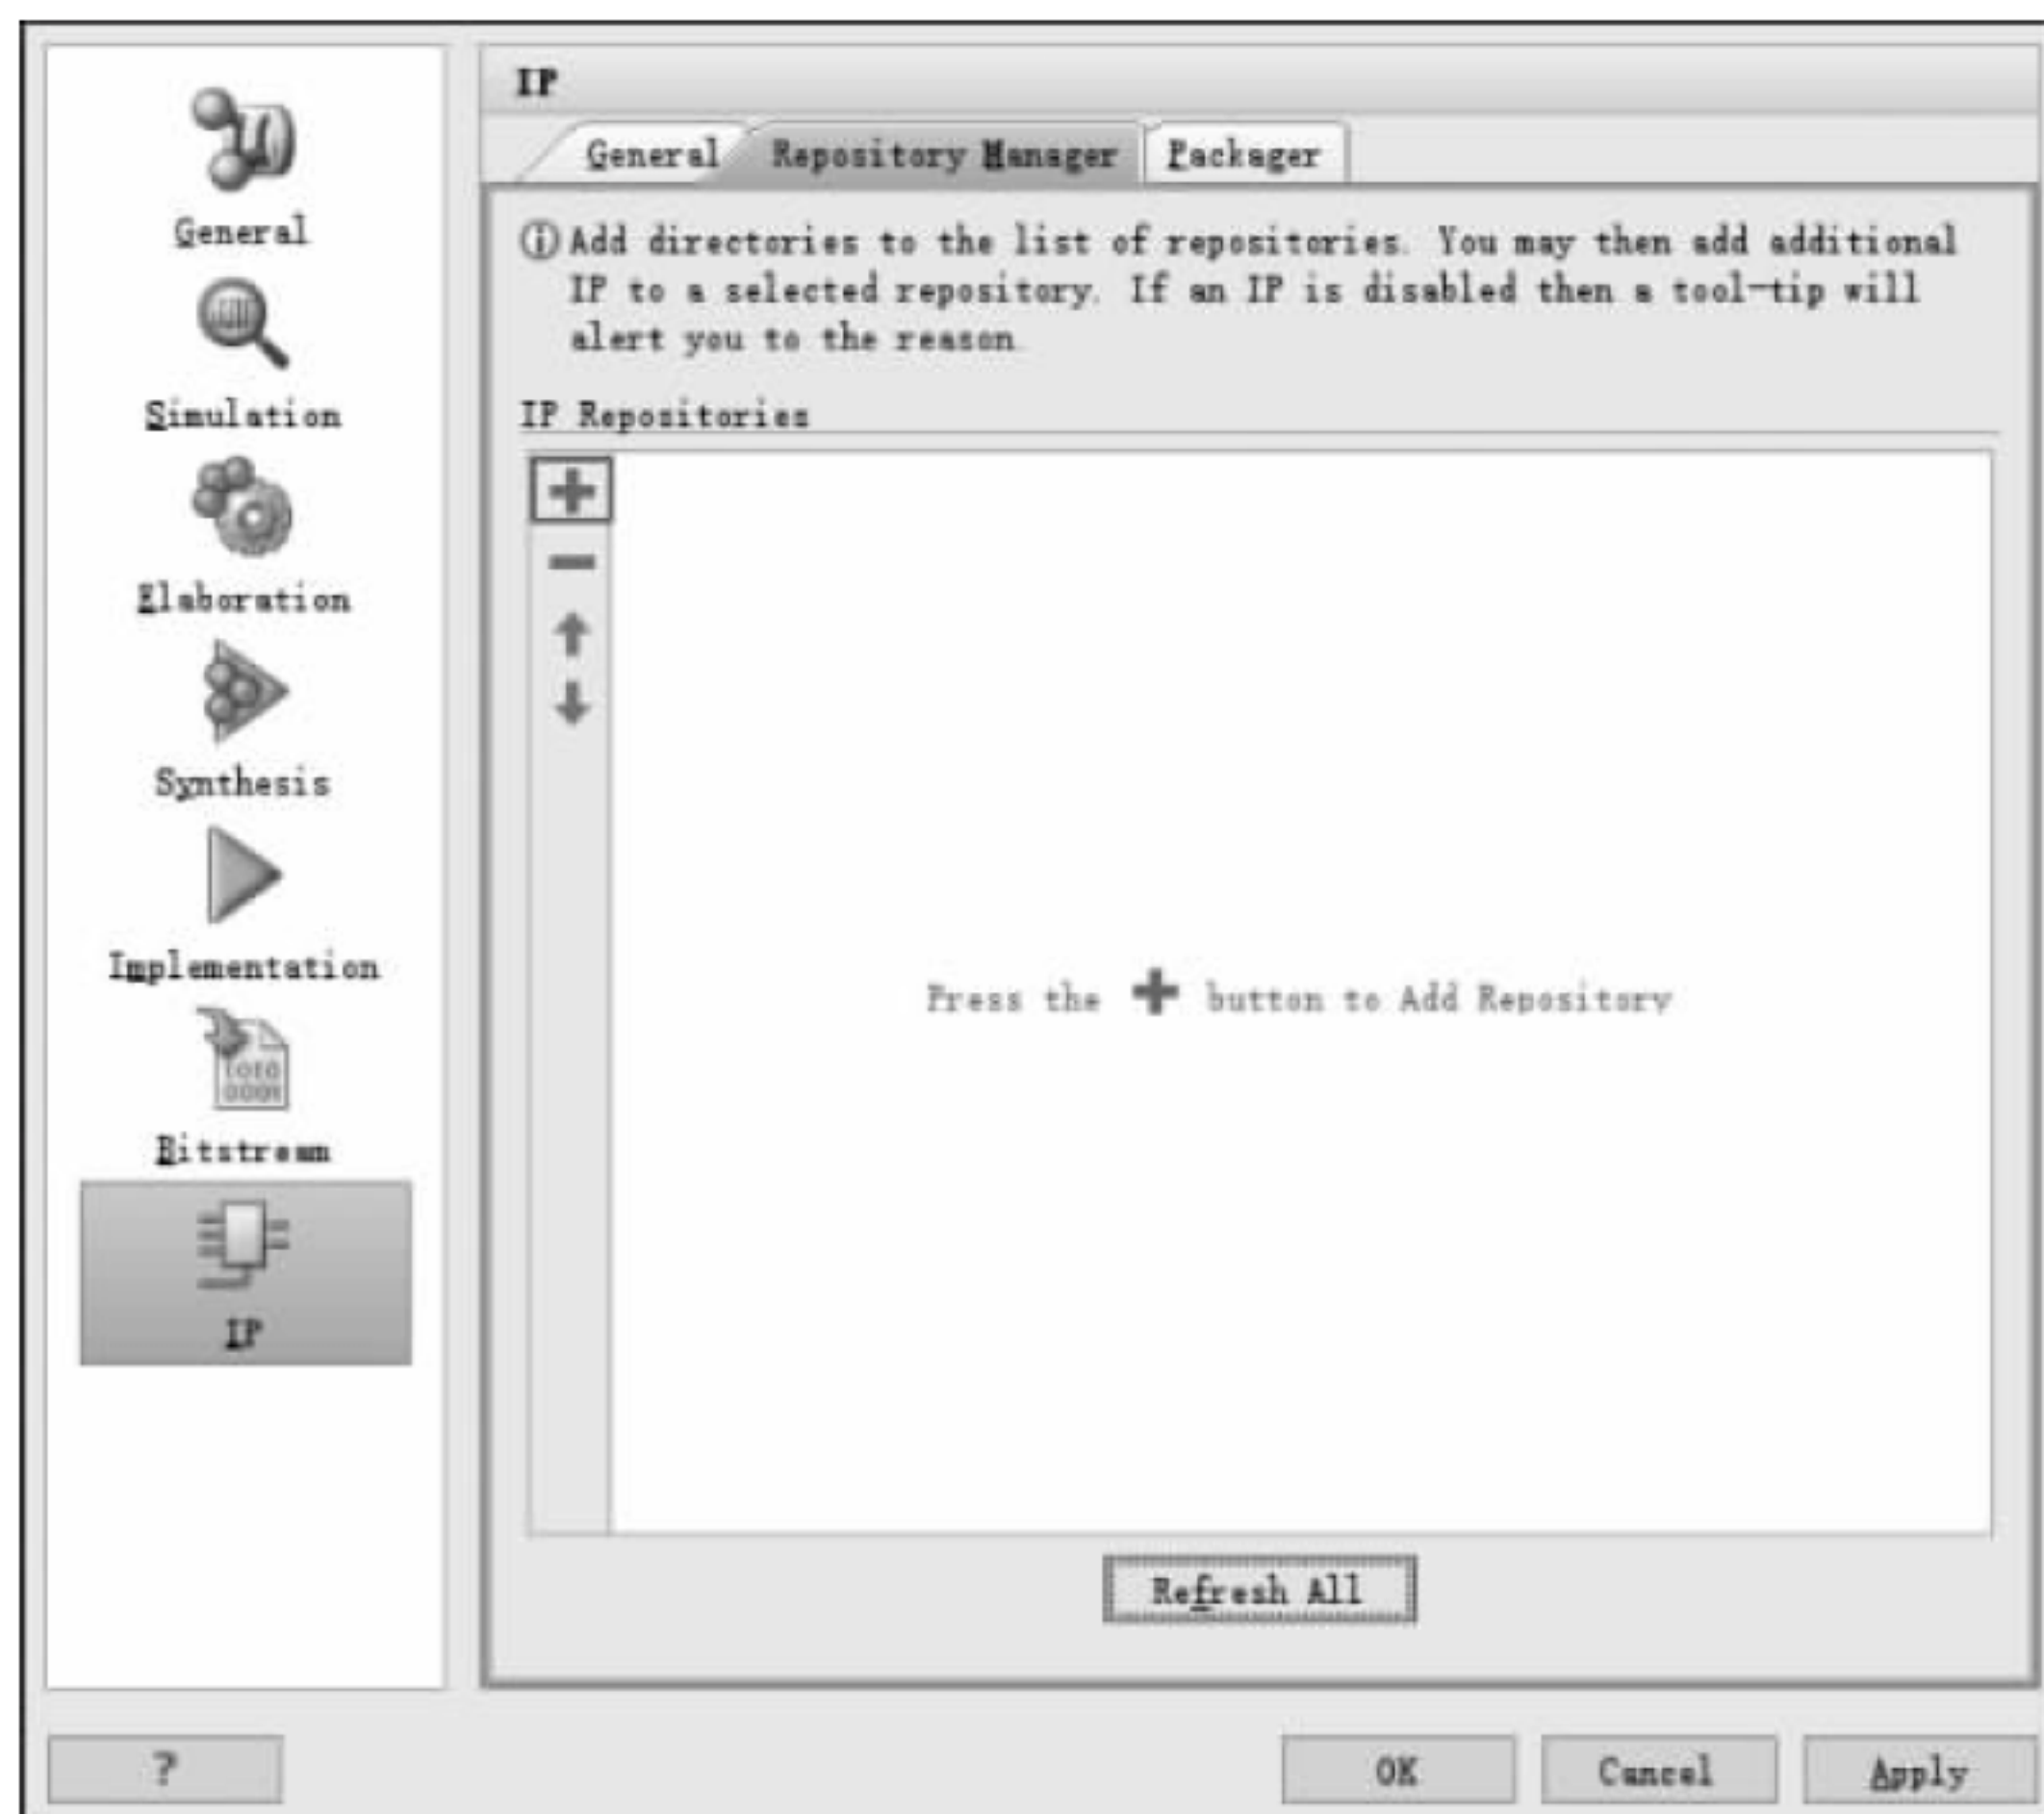 General
Simulation
Elaboration
Synthesis
Implementation
Bitstream
IP
IP
General
Repository Manager
Packager
Add directories to the list of repositories. You may then add additional
IP to a selected repository. If an IP is disabled then a tool-tip will
alert you to the reason
IP Repositories
Press the + button to Add Repository
Refresh All
?
OK
Cancel
Apply